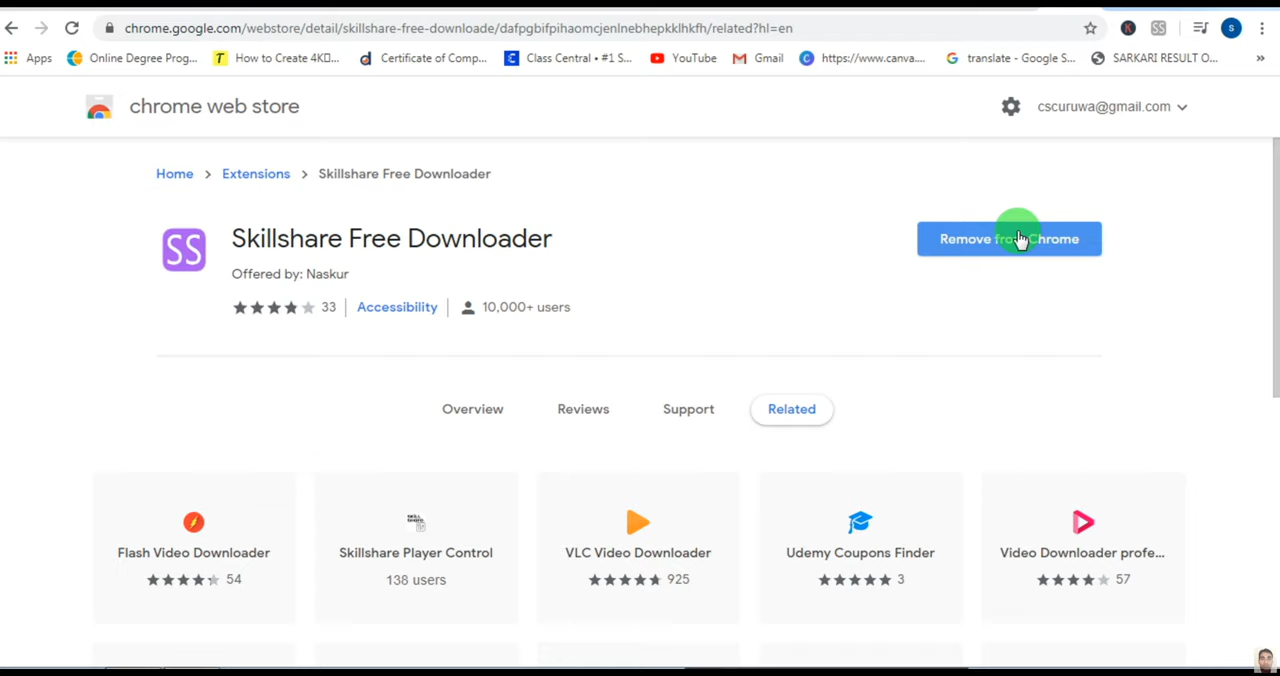 chrome.google.com/webstore/detail/skillshare-free-downloade/dafpgbifpihaomcjenlnebhepkklhkfh/related?hl=en
K SS S
Apps Online Degree Prog... T How to Create 4K... d Certificate of Comp... C Class Central • #1 S... YouTube Gmail C https://www.canva.... G translate - Google S... SARKARI RESULT O... »
chrome web store cscuruwa@gmail.com
Home > Extensions > Skillshare Free Downloader
SS Skillshare Free Downloader Remove from Chrome
Offered by: Naskur
33 Accessibility 10,000+ users
Overview Reviews Support Related
Flash Video Downloader Skillshare Player Control VLC Video Downloader Udemy Coupons Finder Video Downloader profe...
54 138 users 925 3 57